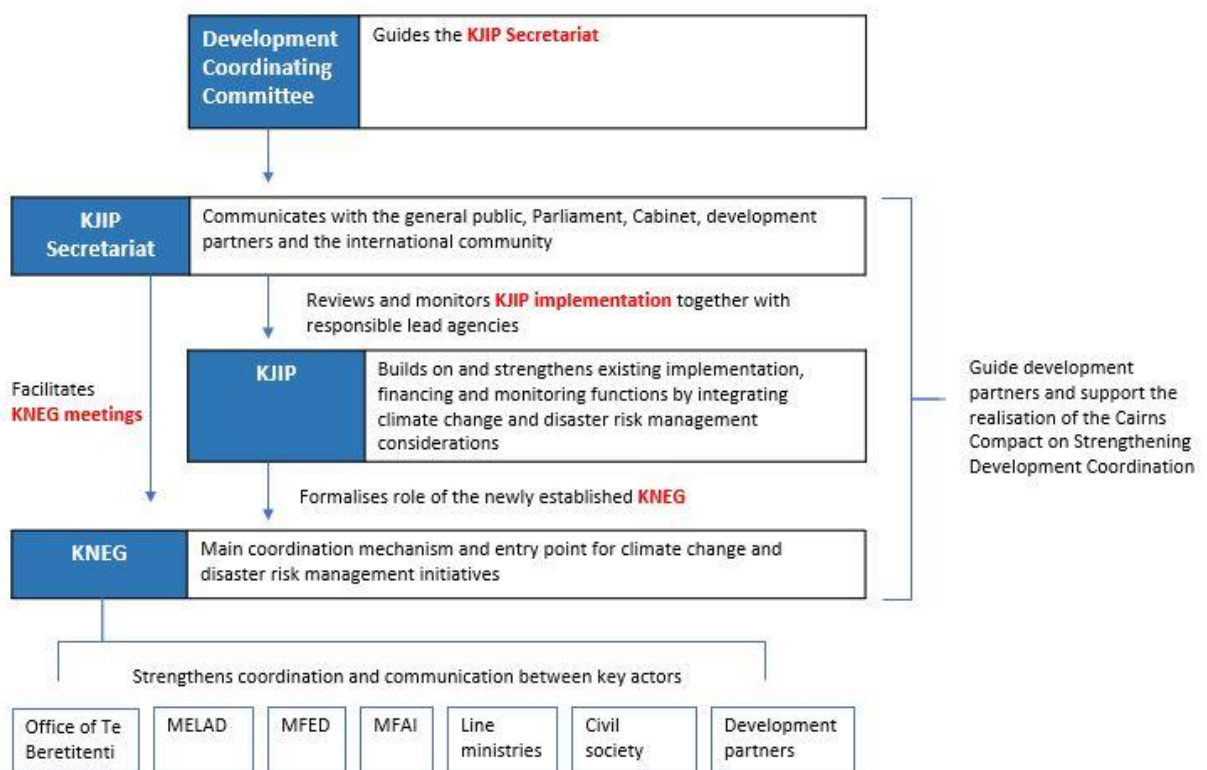 Development
Coordinating
Committee
Guides the KJIP Secretariat
KJIP
Secretariat
Communicates with the general public, Parliament, Cabinet, development
partners and the international community
Reviews and monitors KJIP implementation together with
responsible lead agencies
Facilitates
KNEG meetings
KJIP
Builds on and strengthens existing implementation,
financing and monitoring functions by integrating
climate change and disaster risk management
considerations
Guide development
partners and support the
realisation of the Cairns
Compact on Strengthening
Development Coordination
Formalises role of the newly established KNEG
KNEG
Main coordination mechanism and entry point for climate change and
disaster risk management initiatives
Strengthens coordination and communication between key actors
Office of Te
Beretitenti
MELAD
MFED
MFAI
Line
ministries
Civil
society
Development
partners